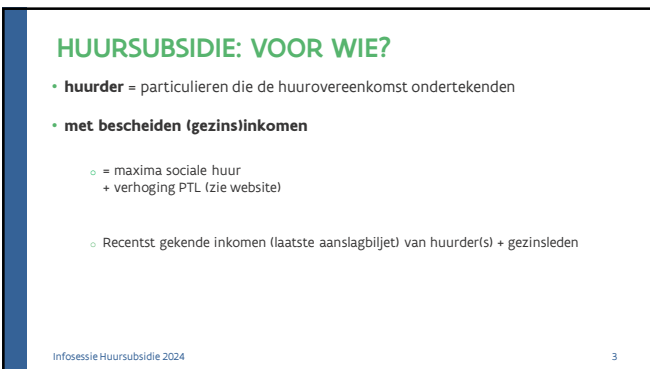 HUURSUBSIDIE: VOOR WIE?
• huurder = particulieren die de huurovereenkomst ondertekenden
• met bescheiden (gezins)inkomen
o = maxima sociale huur
+ verhoging PTL (zie website)
o Recentst gekende inkomen (laatste aanslagbiljet) van huurder(s) + gezinsleden
Infosessie Huursubsidie 2024
3